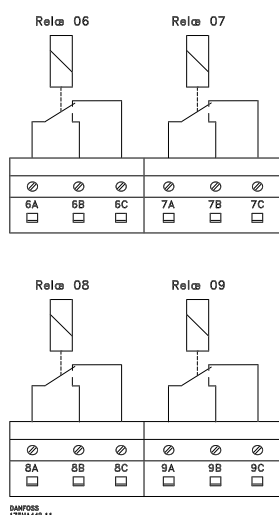 Relæ 06 Relæ 07
6A 6B 6C 7A 7B 7C
Relæ 08 Relæ 09
8A 8B 8C 9A 9B 9C
DANFOSS